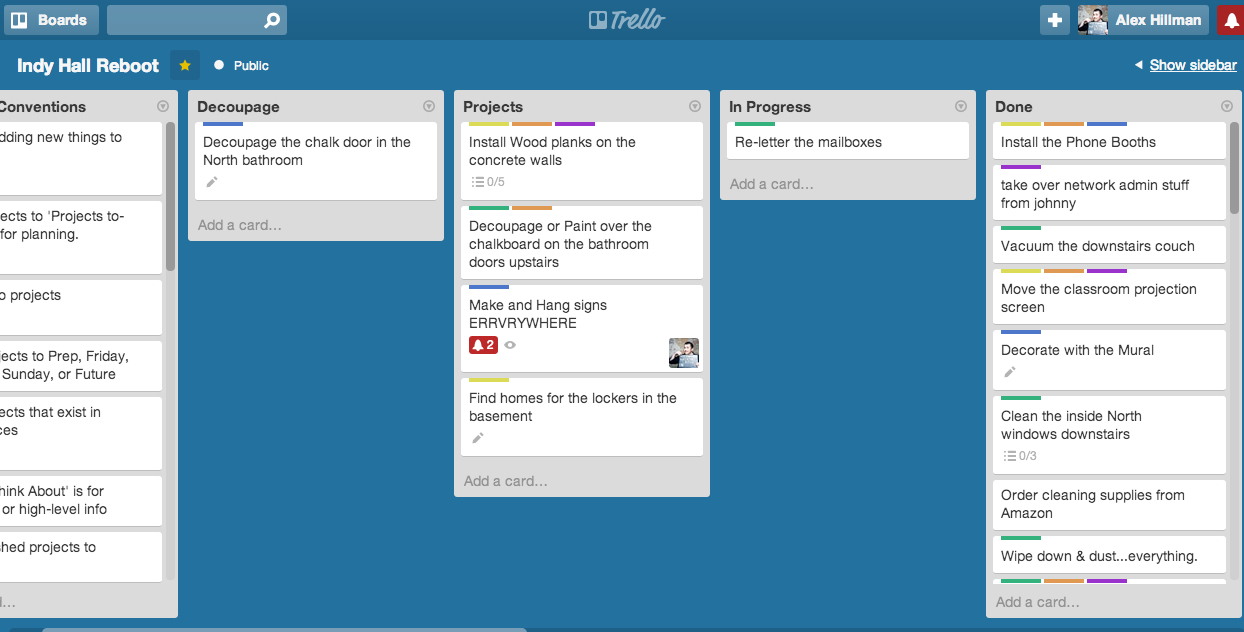 Boards
Trello
Alex Hillman
Indy Hall Reboot
Public
Show sidebar
Conventions
dding new things to
ects to 'Projects to-
for planning.
o projects
jects to Prep, Friday,
Sunday, or Future
ects that exist in
ces
hink About' is for
or high-level info
shed projects to
d...
Decoupage
Decoupage the chalk door in the
North bathroom
Add a card...
Projects
Install Wood planks on the
concrete walls
0/5
Decoupage or Paint over the
chalkboard on the bathroom
doors upstairs
Make and Hang signs
ERRVRYWHERE
2
Find homes for the lockers in the
basement
Add a card...
In Progress
Re-letter the mailboxes
Add a card...
Done
Install the Phone Booths
take over network admin stuff
from johnny
Vacuum the downstairs couch
Move the classroom projection
screen
Decorate with the Mural
Clean the inside North
windows downstairs
0/3
Order cleaning supplies from
Amazon
Wipe down & dust...everything.
Add a card...